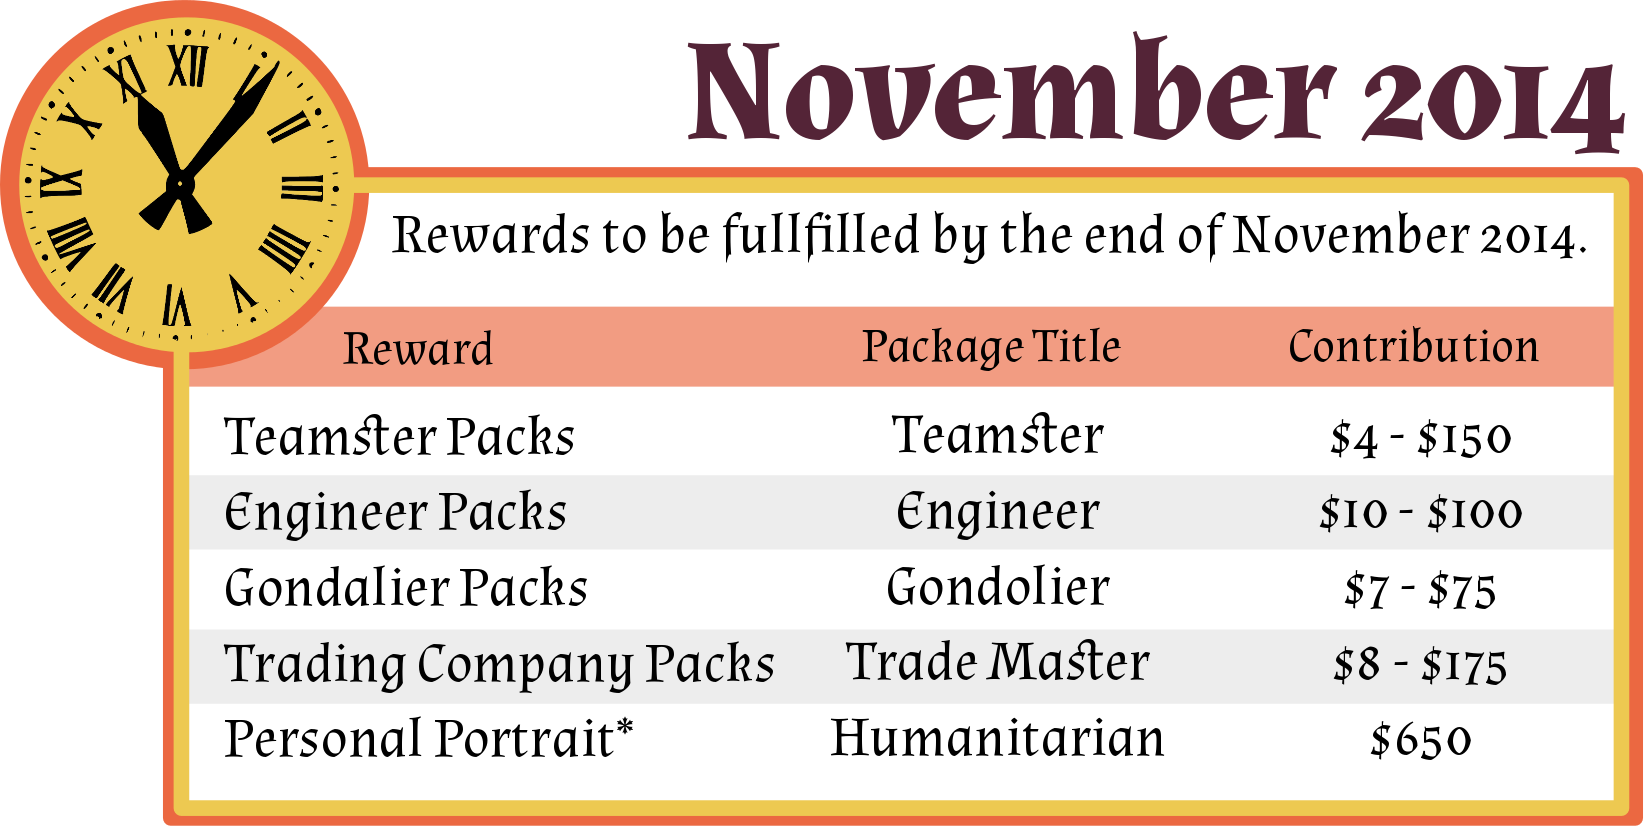 November 2014
Rewards to be fullfilled by the end of November 2014.
Reward Package Title Contribution
Teamster Packs Teamster $4 - $150
Engineer Packs Engineer $10 - $100
Gondalier Packs Gondolier $7 - $75
Trading Company Packs Trade Master $8 - $175
Personal Portrait* Humanitarian $650
XII
I
II
III
IIII
V
VI
VII
VIII
IX
X
XI